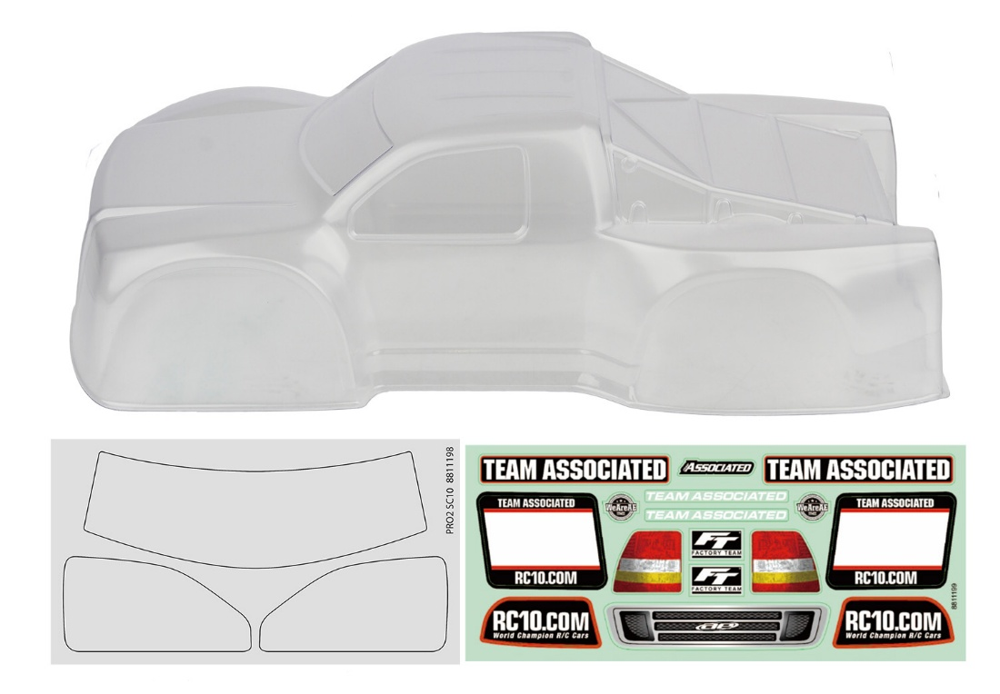 PRO2 SC10 8811198
TEAM ASSOCIATED
ASSOCIATED
TEAM ASSOCIATED
TEAM ASSOCIATED
WeAreAE
TEAM ASSOCIATED
TEAM ASSOCIATED
WeAreAE
TEAM ASSOCIATED
FT
FACTORY TEAM
FT
FACTORY TEAM
RC10.COM
RC10.COM
8811199
RC10.COM
World Champion R/C Cars
ae
RC10.COM
World Champion R/C Cars